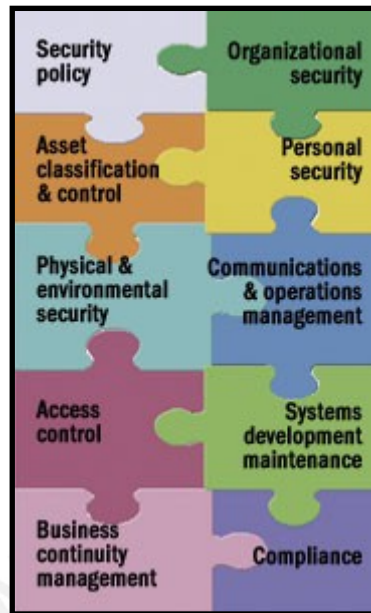 Security
policy
Organizational
security
Asset
classification
& control
Personal
security
Physical &
environmental
security
Communications
& operations
management
Access
control
Systems
development
maintenance
Business
continuity
management
Compliance